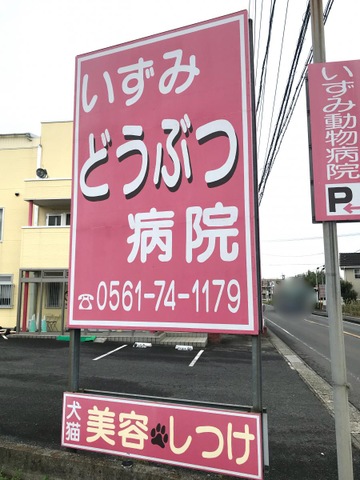 いずみ
どうぶつ
病院
☎0561-74-1179
犬猫 美容🐾しつけ
いずみ動物病院
P←